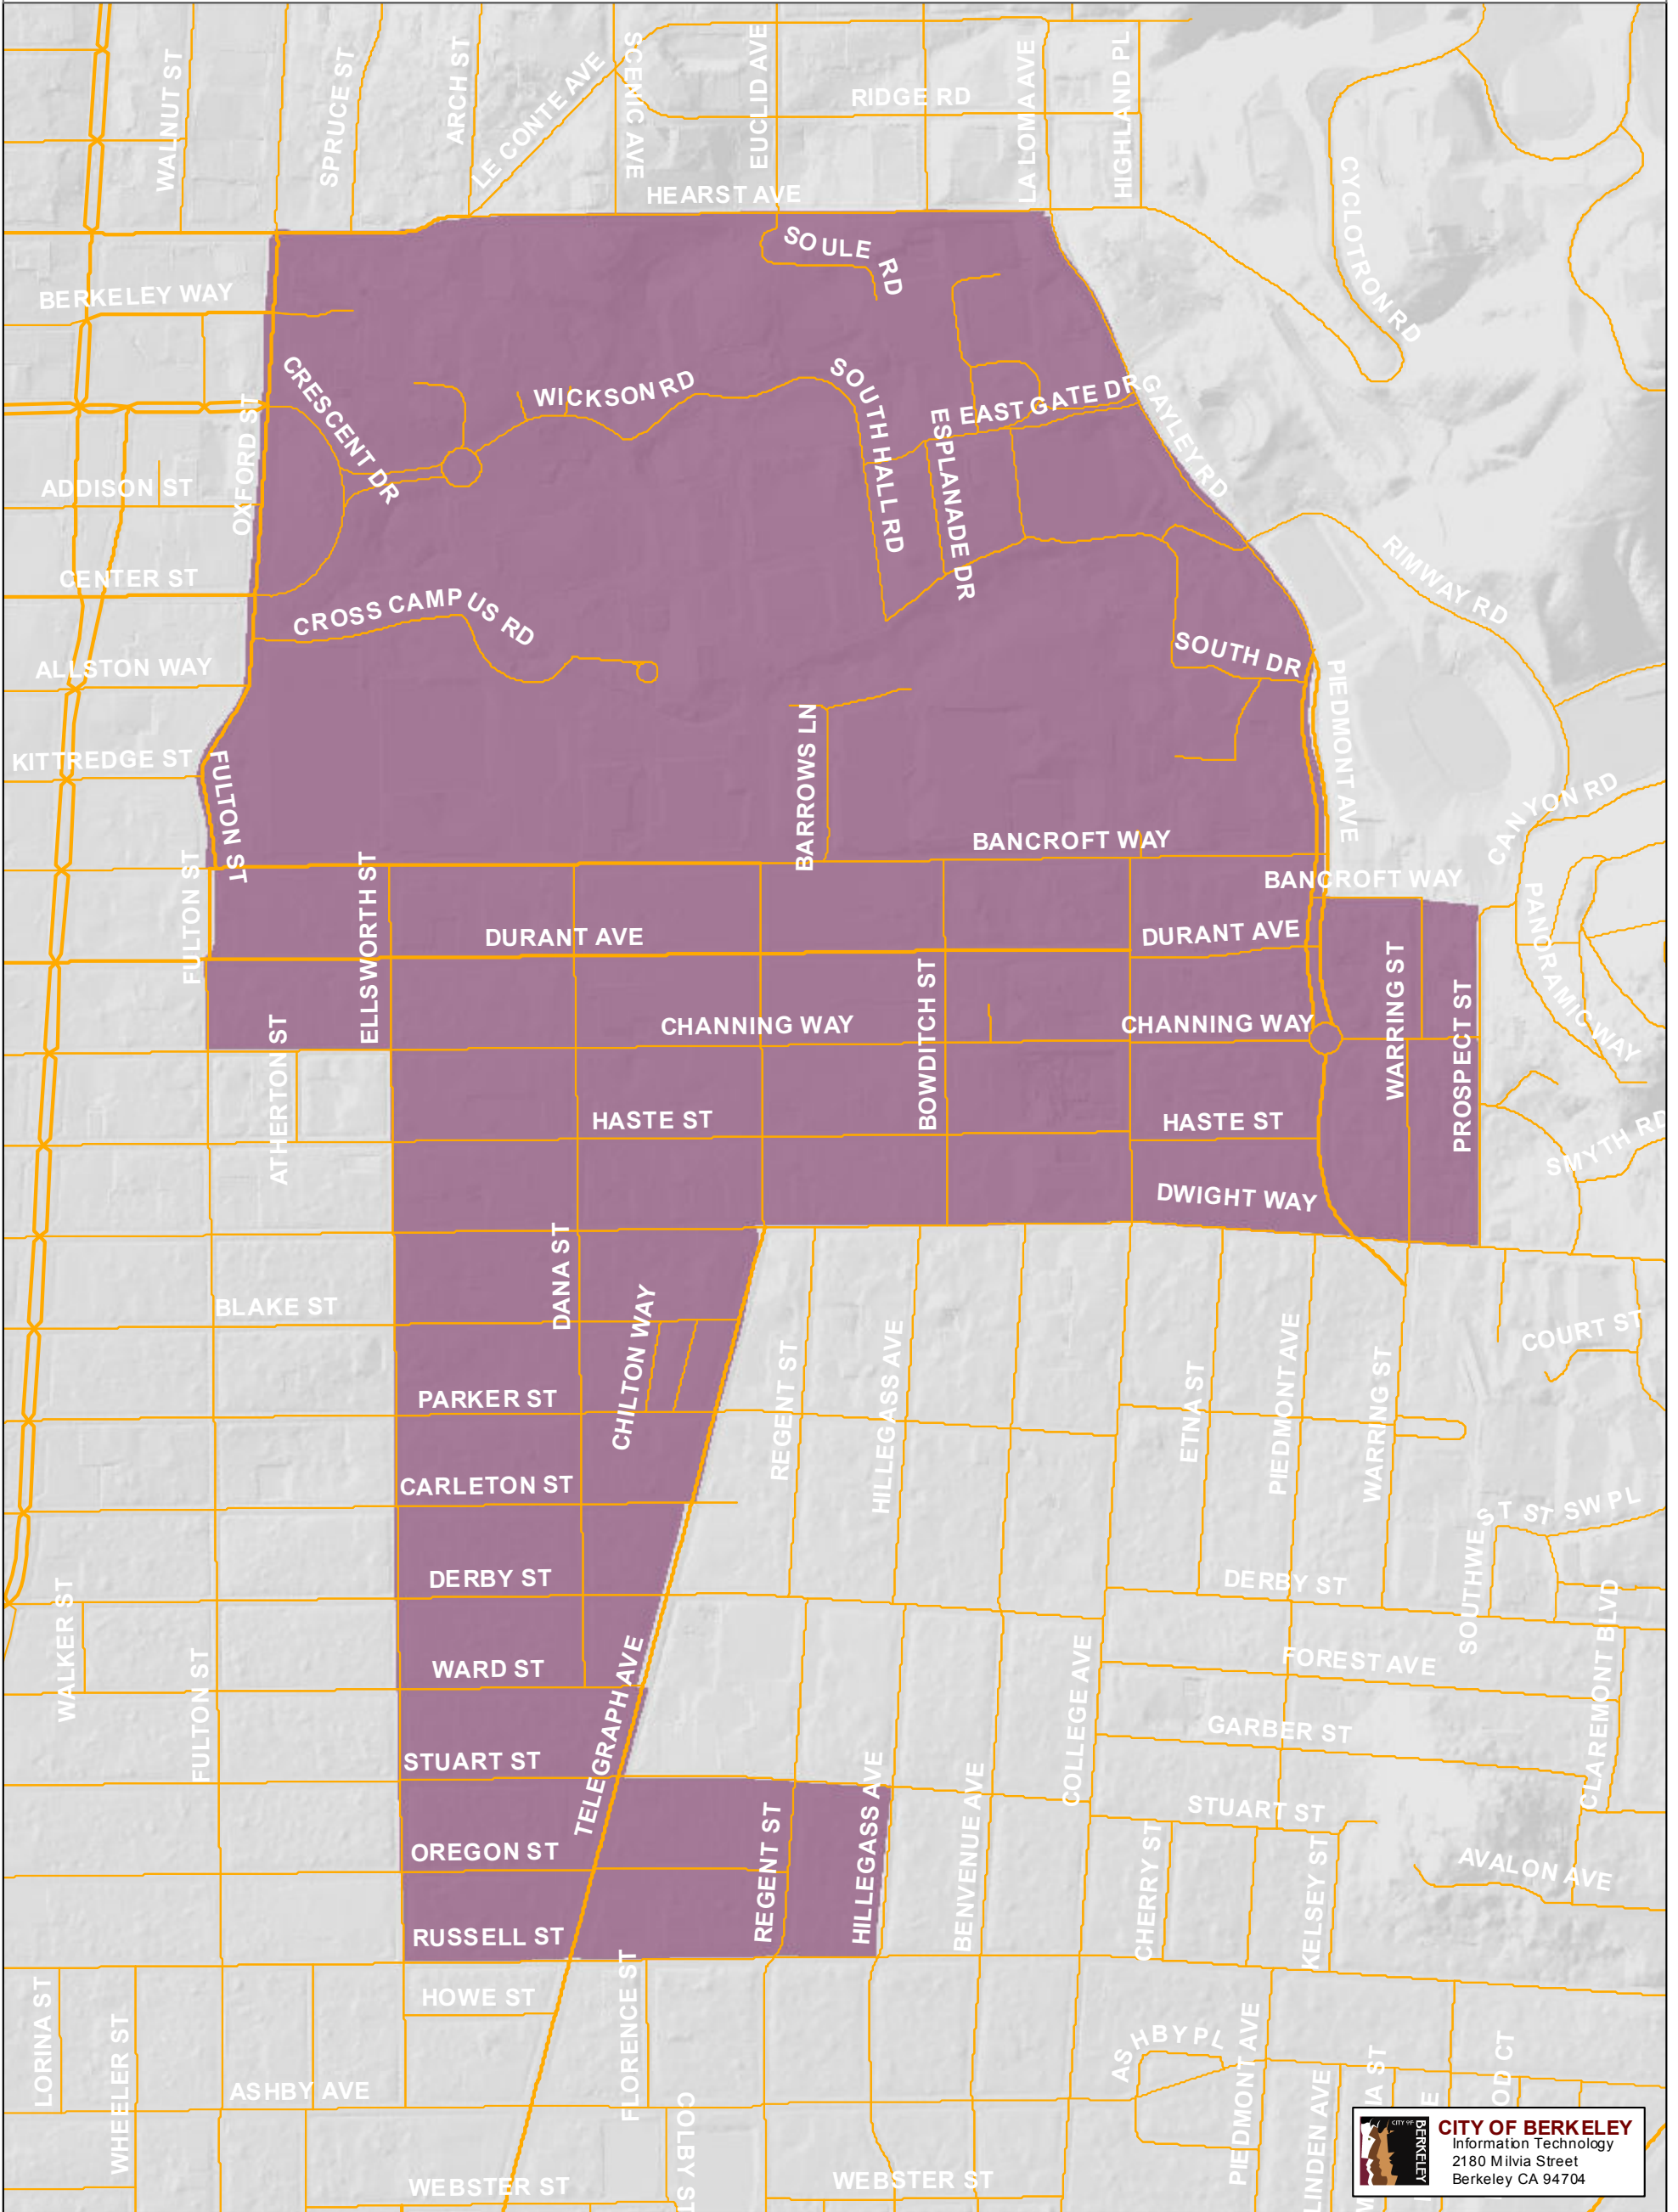 WALNUT ST
SPRUCE ST
ARCH ST
LE CONTE AVE
SCENIC AVE
EUCLID AVE
RIDGE RD
LA LOMA AVE
HIGHLAND PL
HEARST AVE
CYCLOTRON RD
SOULE RD
BERKELEY WAY
CRESCENT DR
WICKSON RD
SOUTH HALL RD
EAST GATE DR
ESPLANADE DR
GAYLEY RD
OXFORD ST
ADDISON ST
CENTER ST
CROSS CAMPUS RD
RIMWAY RD
SOUTH DR
ALLSTON WAY
PIEDMONT AVE
KITTREDGE ST
FULTON ST
BARROWS LN
CANYON RD
BANCROFT WAY
BANCROFT WAY
FULTON ST
ELLSWORTH ST
DURANT AVE
DURANT AVE
PANORAMIC WAY
WARRING ST
BOWDITCH ST
PROSPECT ST
CHANNING WAY
CHANNING WAY
ATHERTON ST
HASTE ST
HASTE ST
SMYTH RD
DWIGHT WAY
DANA ST
BLAKE ST
CHILTON WAY
COURT ST
REGENT ST
HILLEGASS AVE
ETNA ST
PIEDMONT AVE
WARRING ST
PARKER ST
CARLETON ST
SOUTHWE
ST ST SW PL
DERBY ST
DERBY ST
WALKER ST
FULTON ST
WARD ST
TELEGRAPH AVE
COLLEGE AVE
FOREST AVE
CLAREMONT BLVD
GARBER ST
STUART ST
STUART ST
OREGON ST
REGENT ST
HILLEGASS AVE
BENVENUE AVE
CHERRY ST
KELSEY ST
AVALON AVE
RUSSELL ST
HOWE ST
FLORENCE ST
LORINA ST
WHEELER ST
ASHBY PL
PIEDMONT AVE
ASHBY AVE
COLBY ST
LINDEN AVE
WEBSTER ST
WEBSTER ST
CITY OF BERKELEY
CITY OF BERKELEY
Information Technology
2180 Milvia Street
Berkeley CA 94704